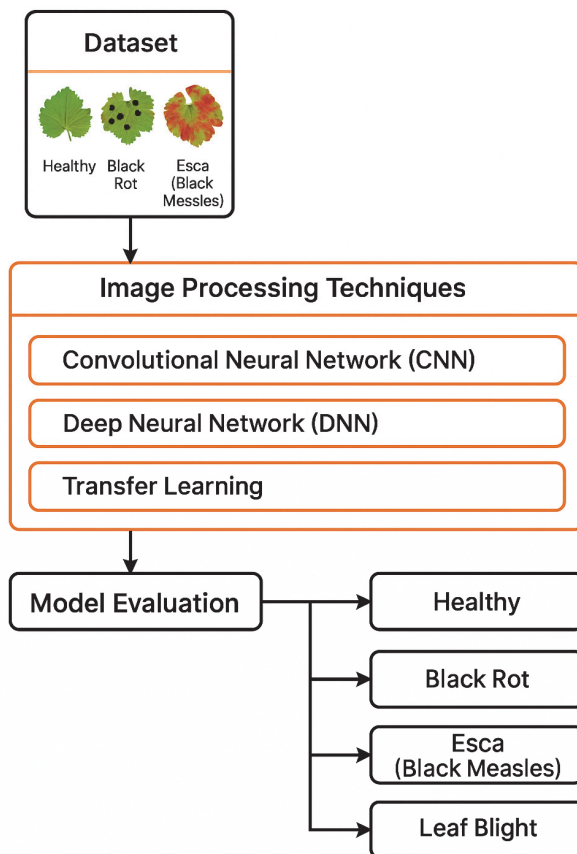 Dataset
Healthy
Black
Rot
Esca
(Black
Messles)
Image Processing Techniques
Convolutional Neural Network (CNN)
Deep Neural Network (DNN)
Transfer Learning
Model Evaluation
Healthy
Black Rot
Esca
(Black Measles)
Leaf Blight